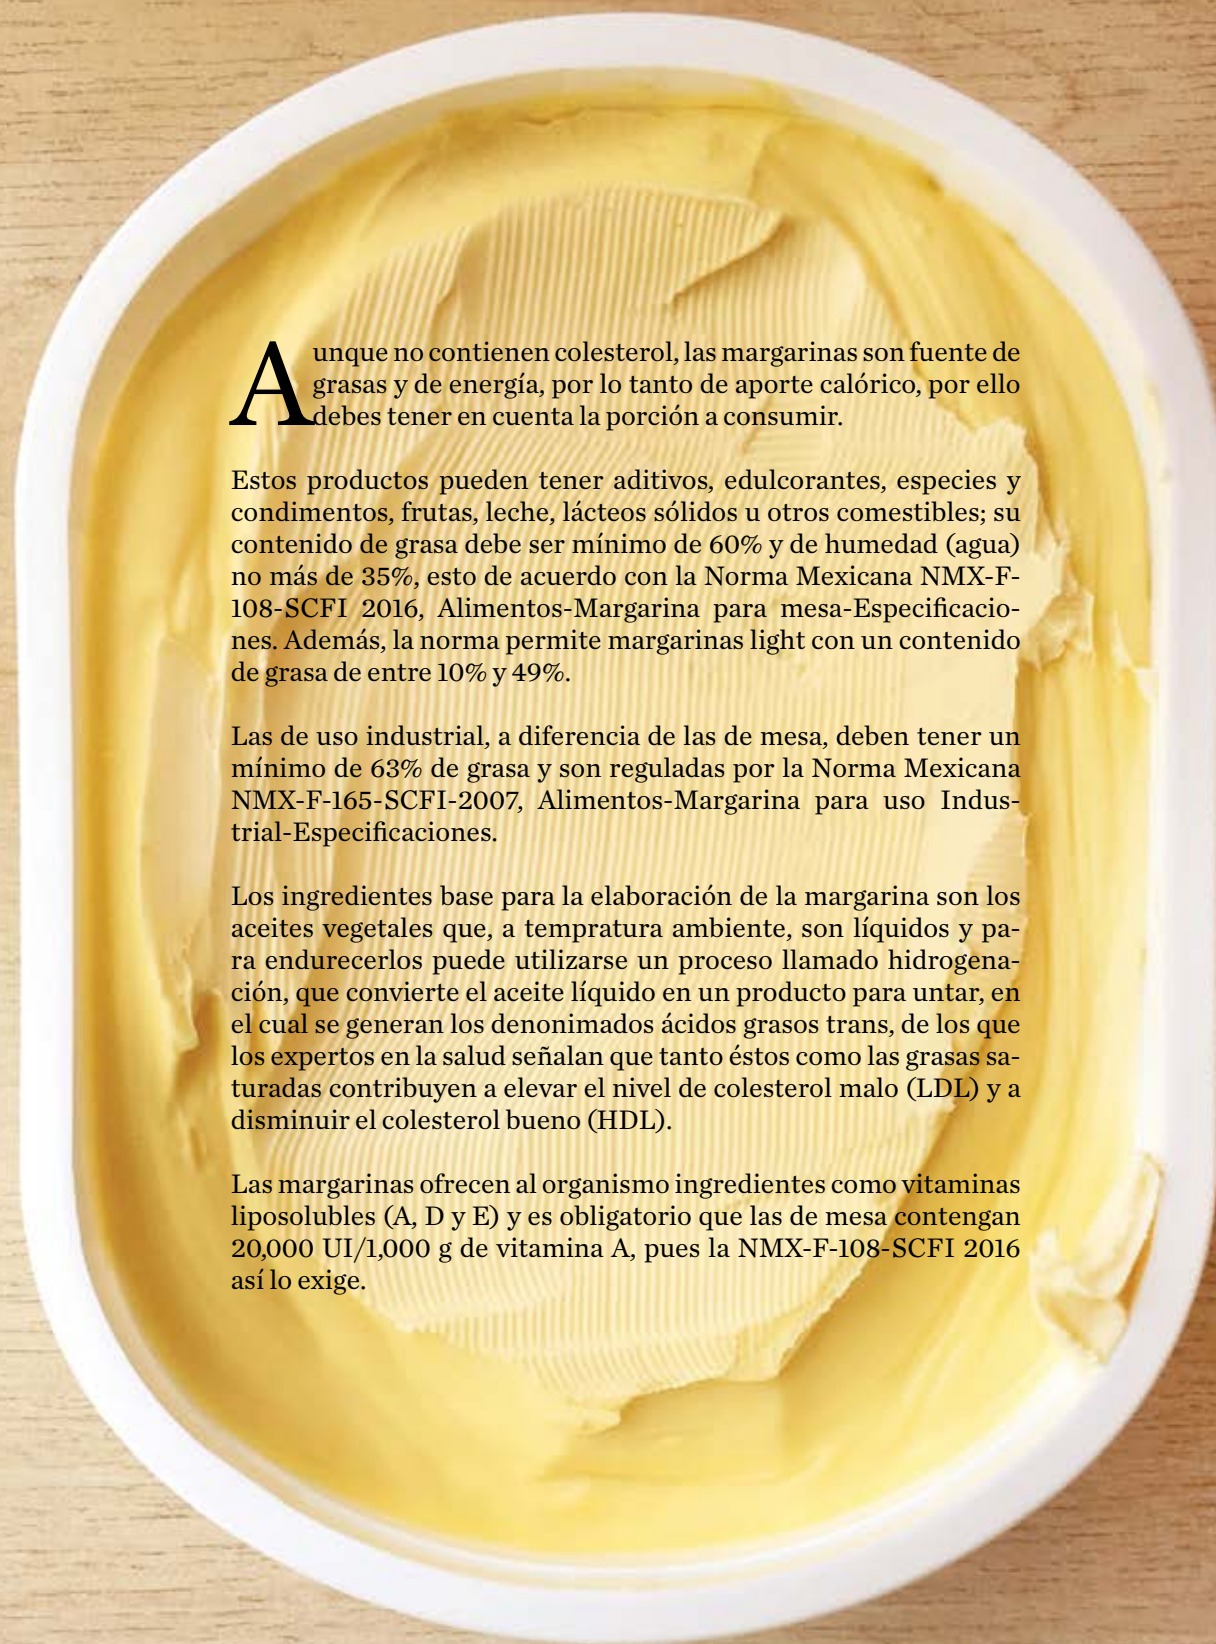 Aunque no contienen colesterol, las margarinas son fuente de
grasas y de energía, por lo tanto de aporte calórico, por ello
debes tener en cuenta la porción a consumir.
Estos productos pueden tener aditivos, edulcorantes, especies y
condimentos, frutas, leche, lácteos sólidos u otros comestibles; su
contenido de grasa debe ser mínimo de 60% y de humedad (agua)
no más de 35%, esto de acuerdo con la Norma Mexicana NMX-F-
108-SCFI 2016, Alimentos-Margarina para mesa-Especificacio-
nes. Además, la norma permite margarinas light con un contenido
de grasa de entre 10% y 49%.
Las de uso industrial, a diferencia de las de mesa, deben tener un
mínimo de 63% de grasa y son reguladas por la Norma Mexicana
NMX-F-165-SCFI-2007, Alimentos-Margarina para uso Indus-
trial-Especificaciones.
Los ingredientes base para la elaboración de la margarina son los
aceites vegetales que, a tempratura ambiente, son líquidos y pa-
ra endurecerlos puede utilizarse un proceso llamado hidrogena-
ción, que convierte el aceite líquido en un producto para untar, en
el cual se generan los denonimados ácidos grasos trans, de los que
los expertos en la salud señalan que tanto éstos como las grasas sa-
turadas contribuyen a elevar el nivel de colesterol malo (LDL) y a
disminuir el colesterol bueno (HDL).
Las margarinas ofrecen al organismo ingredientes como vitaminas
liposolubles (A, D y E) y es obligatorio que las de mesa contengan
20,000 UI/1,000 g de vitamina A, pues la NMX-F-108-SCFI 2016
así lo exige.